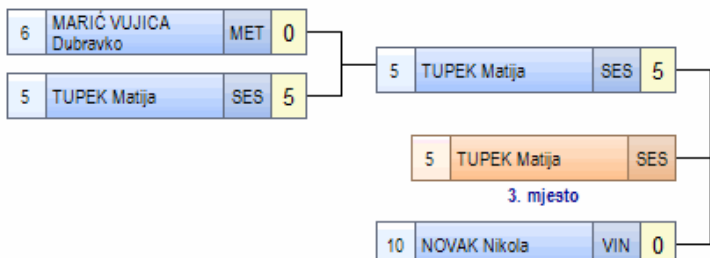 6 MARIĆ VUJICA Dubravko MET 0
5 TUPEK Matija SES 5
5 TUPEK Matija SES 5
5 TUPEK Matija SES
3. mjesto
10 NOVAK Nikola VIN 0